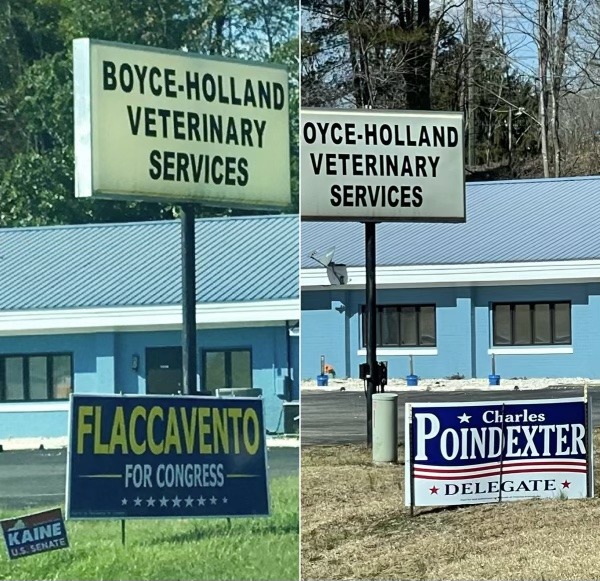 BOYCE-HOLLAND
VETERINARY
SERVICES
FLACCAVENTO
FOR CONGRESS
KAINE
U.S. SENATE
OYCE-HOLLAND
VETERINARY
SERVICES
Charles
POINDEXTER
DELEGATE